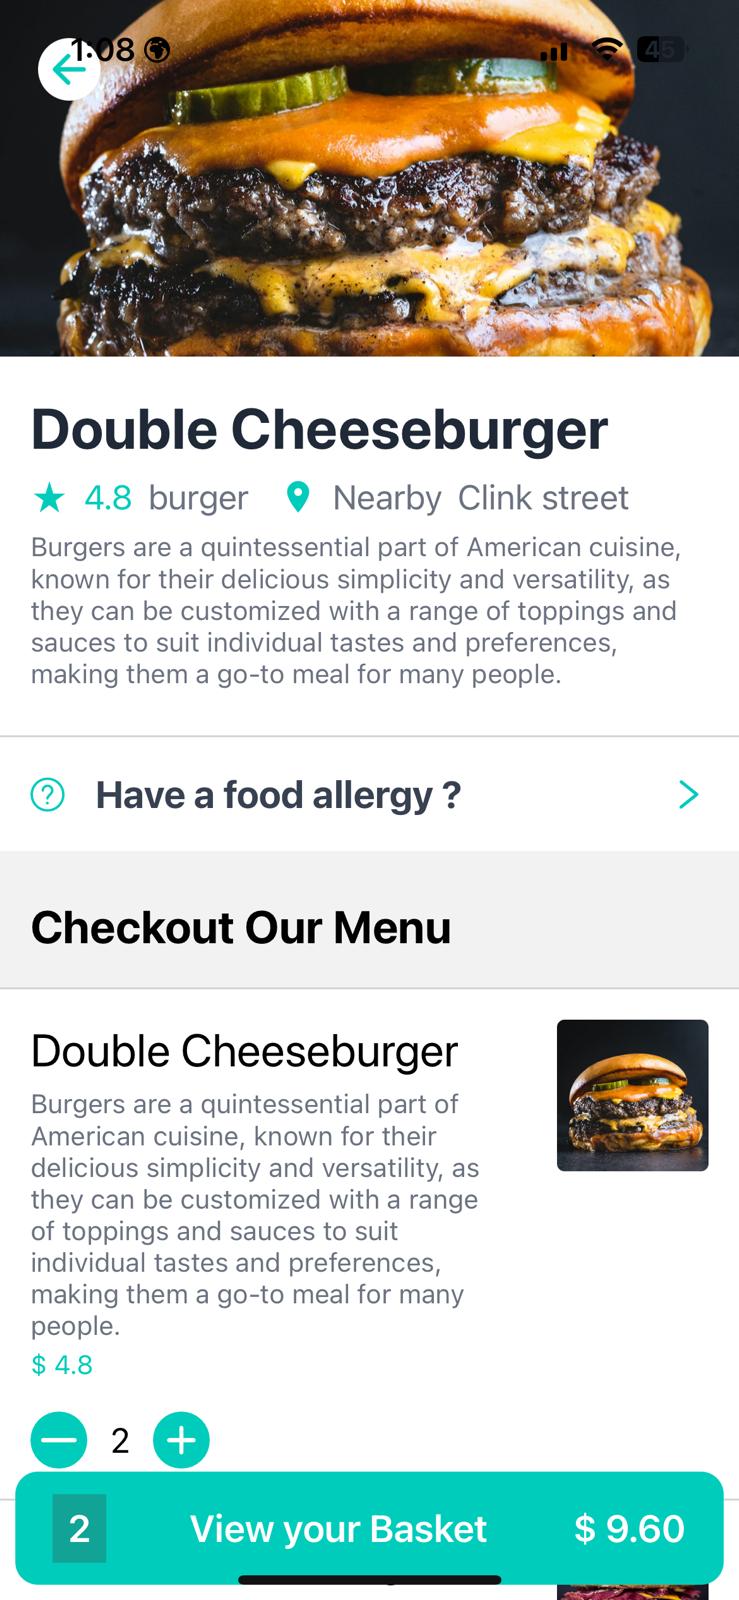 1:08
45
Double Cheeseburger
4.8 burger Nearby Clink street
Burgers are a quintessential part of American cuisine,
known for their delicious simplicity and versatility, as
they can be customized with a range of toppings and
sauces to suit individual tastes and preferences,
making them a go-to meal for many people.
Have a food allergy ?
Checkout Our Menu
Double Cheeseburger
Burgers are a quintessential part of
American cuisine, known for their
delicious simplicity and versatility, as
they can be customized with a range
of toppings and sauces to suit
individual tastes and preferences,
making them a go-to meal for many
people.
$ 4.8
2
2 View your Basket $ 9.60